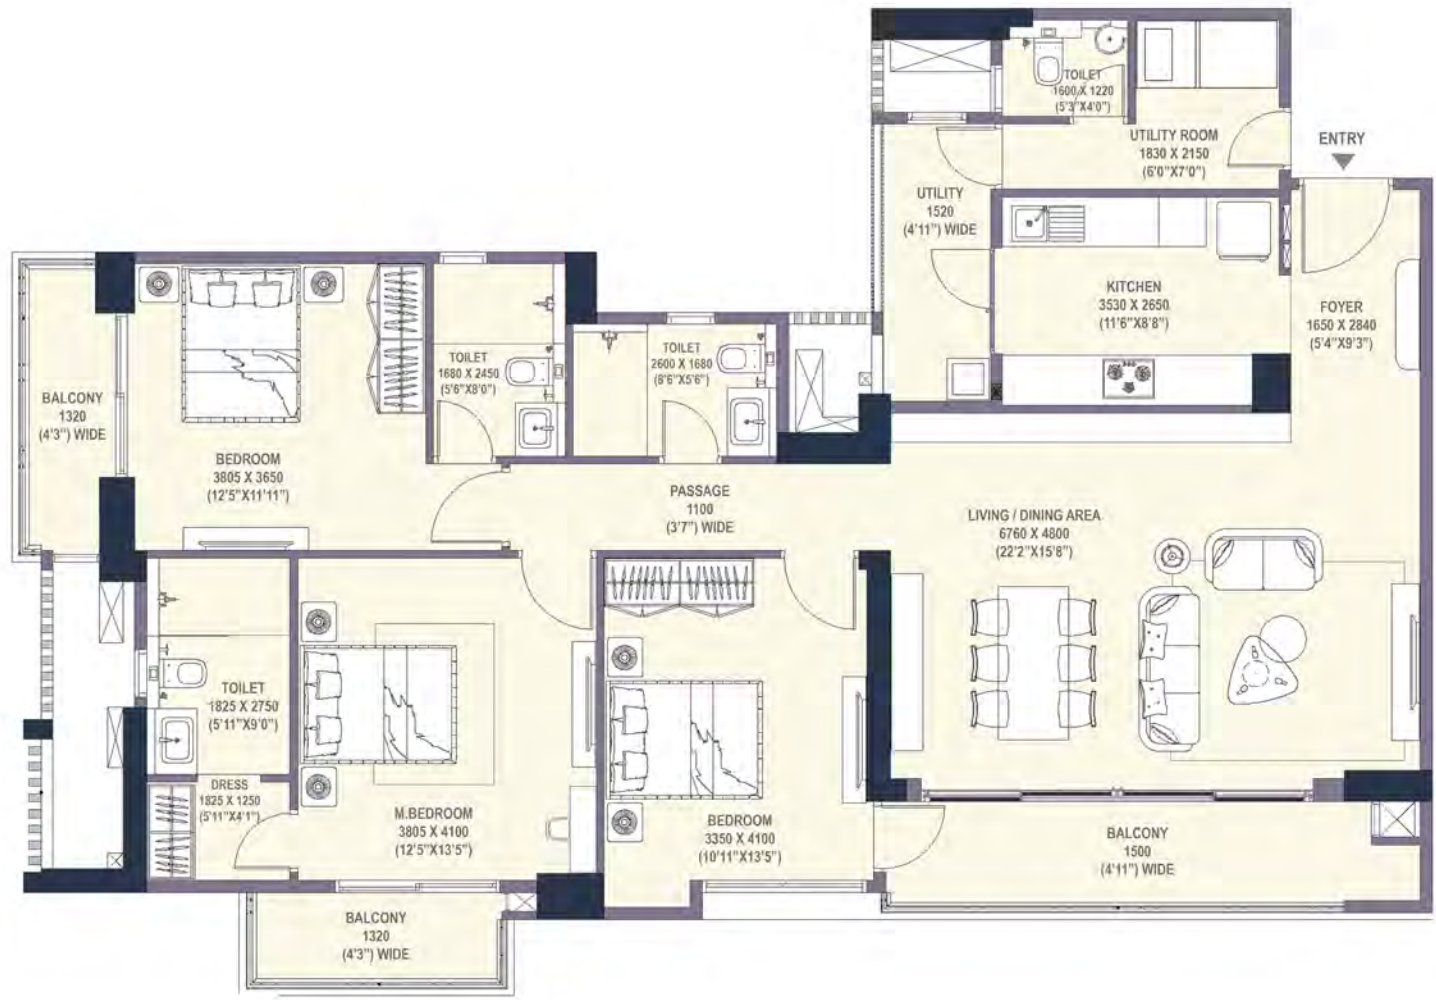 TOILET
1600 X 1220
(5'3"X4'0")
UTILITY ROOM
1830 X 2150
(6'0"X7'0")
ENTRY
UTILITY
1520
(4'11") WIDE
KITCHEN
3530 X 2650
(11'6"X8'8")
FOYER
1650 X 2840
(5'4"X9'3")
TOILET
1680 X 2450
(5'6"X8'0")
TOILET
2600 X 1680
(8'6"X5'6")
BALCONY
1320
(4'3") WIDE
BEDROOM
3805 X 3650
(12'5"X11'11")
PASSAGE
1100
(3'7") WIDE
LIVING / DINING AREA
6760 X 4800
(22'2"X15'8")
TOILET
1825 X 2750
(5'11"X9'0")
DRESS
1825 X 1250
(5'11"X4'1")
M.BEDROOM
3805 X 4100
(12'5"X13'5")
BEDROOM
3350 X 4100
(10'11"X13'5")
BALCONY
1500
(4'11") WIDE
BALCONY
1320
(4'3") WIDE